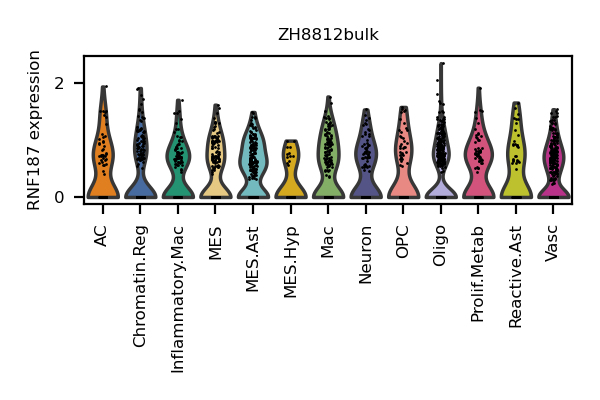 ZH8812bulk
RNF187 expression
2
0
AC
Chromatin.Reg
Inflammatory.Mac
MES
MES.Ast
MES.Hyp
Mac
Neuron
OPC
Oligo
Prolif.Metab
Reactive.Ast
Vasc